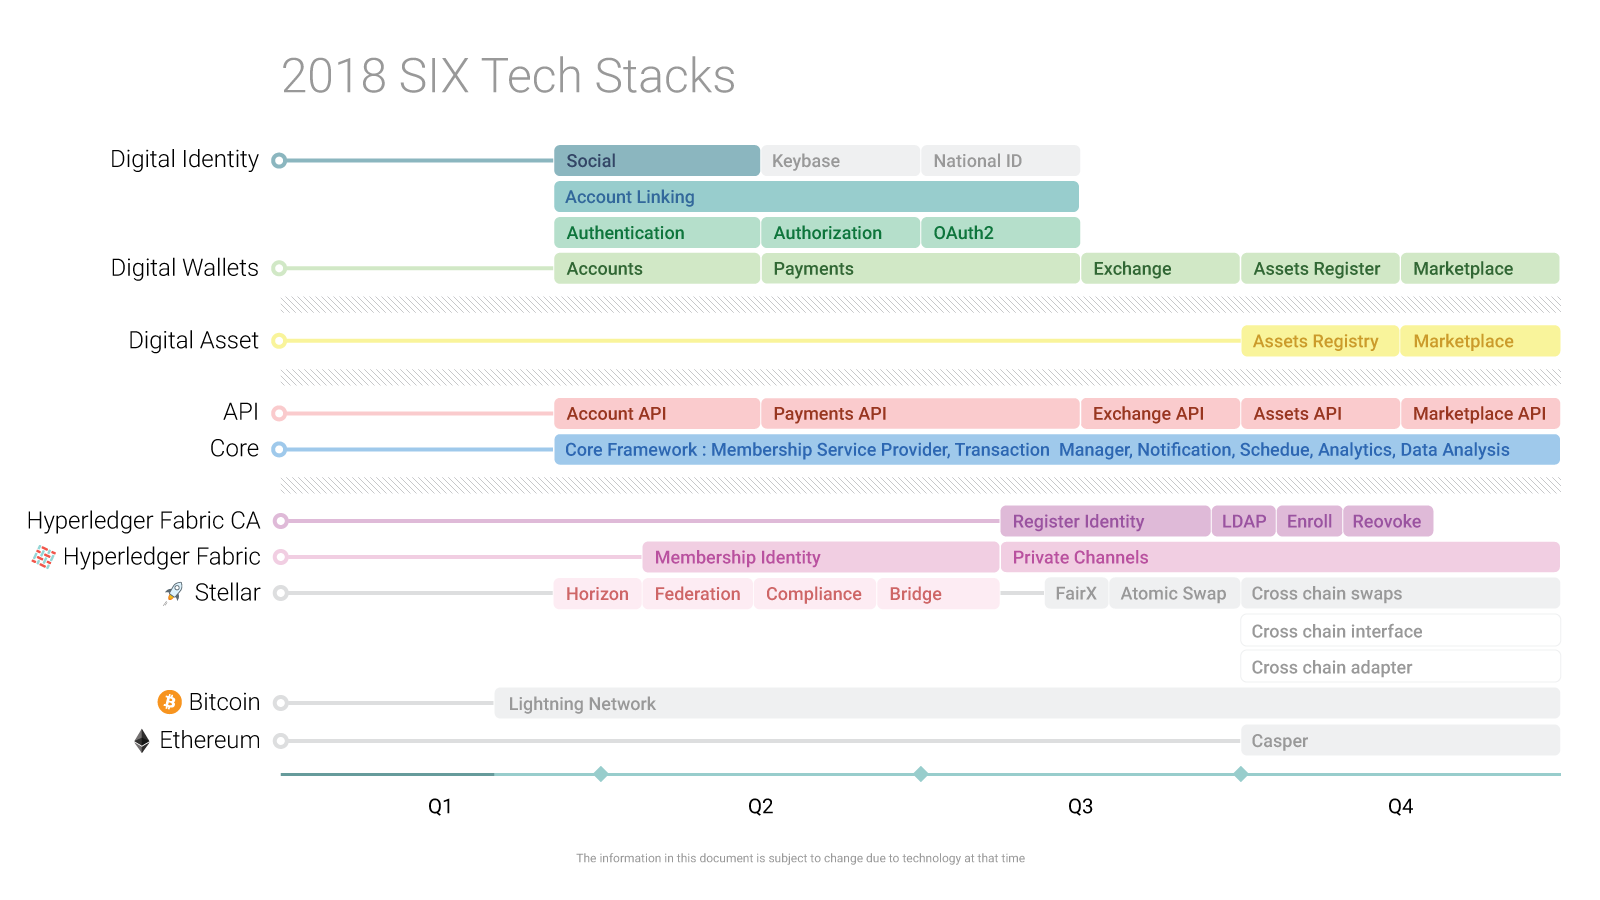 2018 SIX Tech Stacks
Digital Identity
Social
Keybase
National ID
Account Linking
Authentication
Authorization
OAuth2
Digital Wallets
Accounts
Payments
Exchange
Assets Register
Marketplace
Digital Asset
Assets Registry
Marketplace
API
Account API
Payments API
Exchange API
Assets API
Marketplace API
Core
Core Framework : Membership Service Provider, Transaction Manager, Notification, Schedue, Analytics, Data Analysis
Hyperledger Fabric CA
Register Identity
LDAP
Enroll
Reovoke
Hyperledger Fabric
Membership Identity
Private Channels
Stellar
Horizon
Federation
Compliance
Bridge
FairX
Atomic Swap
Cross chain swaps
Cross chain interface
Cross chain adapter
Bitcoin
Lightning Network
Ethereum
Casper
Q1
Q2
Q3
Q4
The information in this document is subject to change due to technology at that time